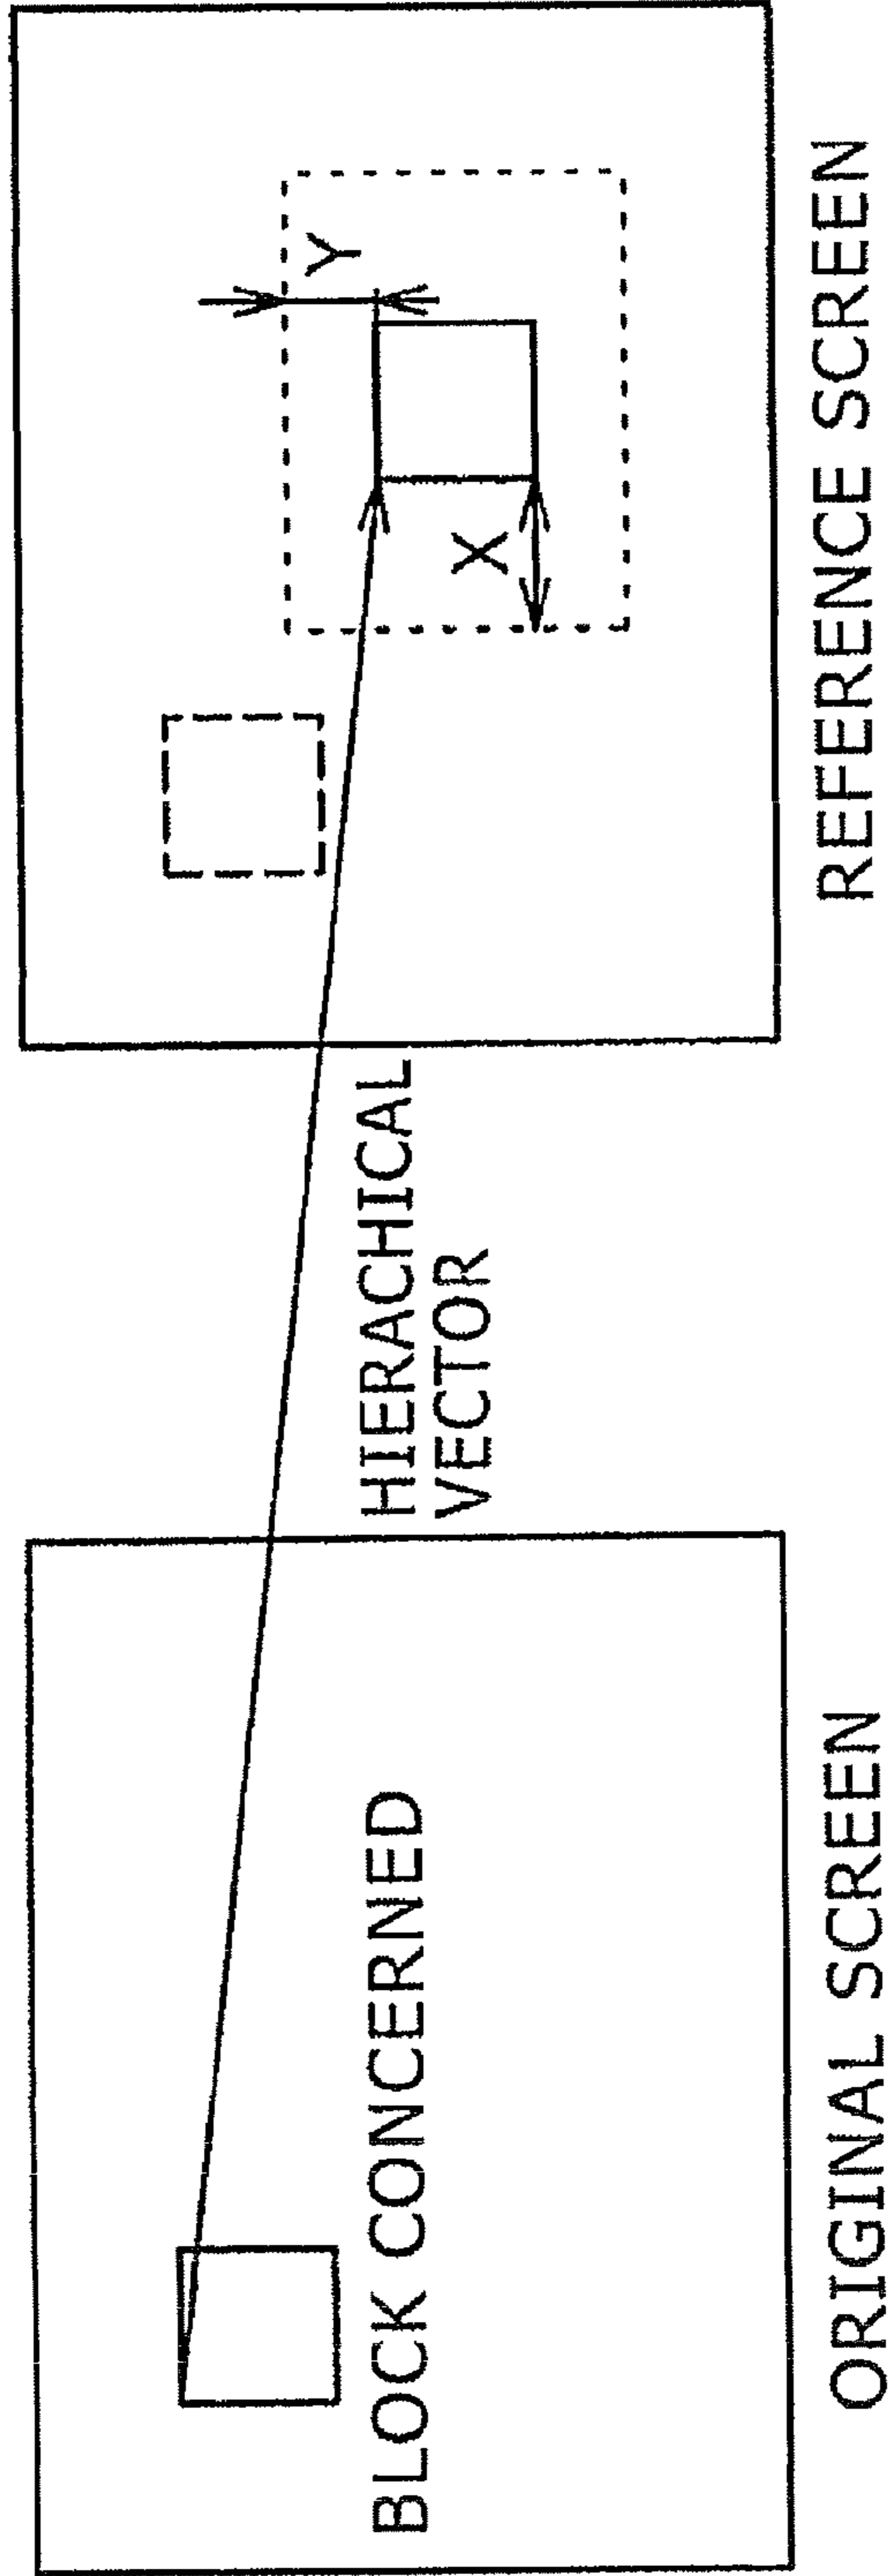 BLOCK CONCERNED
ORIGINAL SCREEN
HIERACHICAL
VECTOR
Y
X
REFERENCE SCREEN